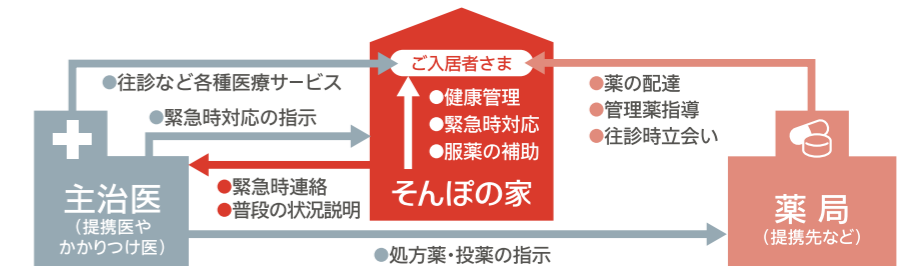 ご入居者さま
●往診など各種医療サービス
●緊急時対応の指示
●健康管理
●緊急時対応
●服薬の補助
そんぽの家
●薬の配達
●管理薬指導
●往診時立会い
主治医
（提携医や
かかりつけ医）
●緊急時連絡
●普段の状況説明
薬局
（提携先など）
●処方薬・投薬の指示